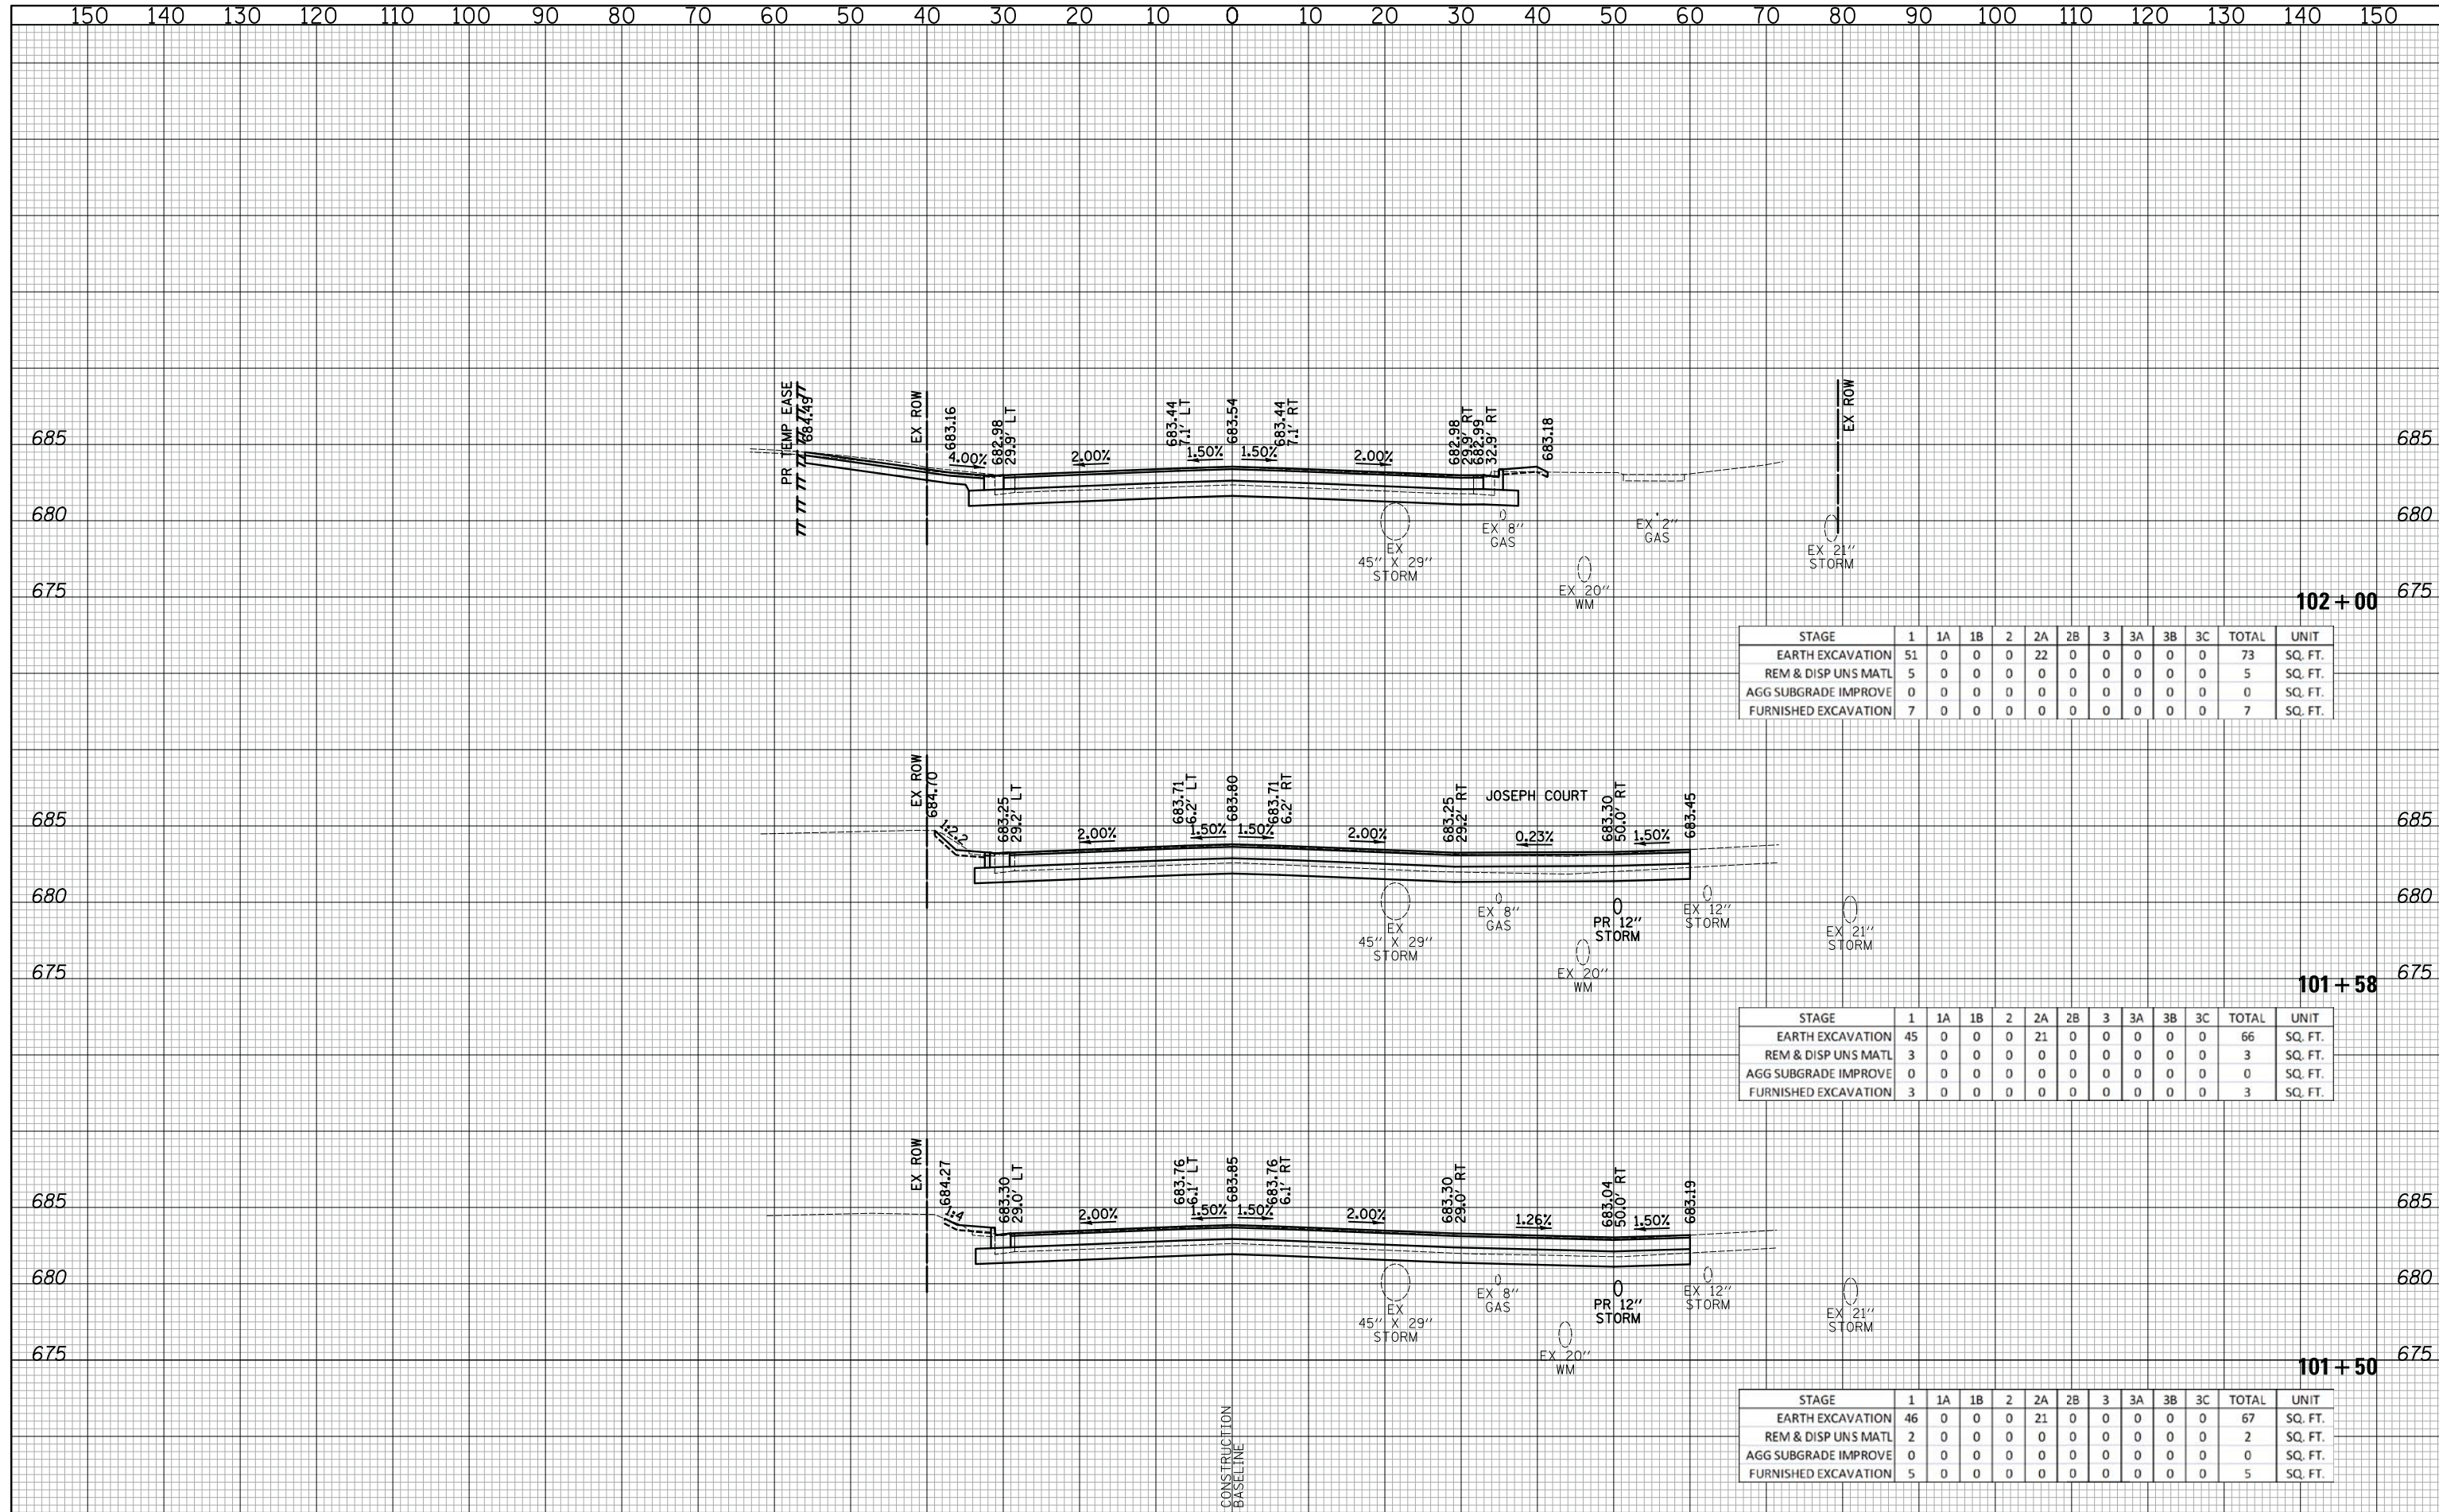 150 140 130 120 110 100 90 80 70 60 50 40 30 20 10 0 10 20 30 40 50 60 70 80 90 100 110 120 130 140 150
PR TEMP EASE
684.49
EX ROW
683.16
682.98
29.9' LT
683.44
7.1' LT
683.54
683.44
7.1' RT
682.98
29.9' RT
682.99
32.9' RT
683.18
EX ROW
685 685
4.00% 2.00% 1.50% 1.50% 2.00%
680 680
EX
45" X 29"
STORM
EX 8"
GAS
EX 2"
GAS
EX 21"
STORM
EX 20"
WM
675 675
102+00
STAGE 1 1A 1B 2 2A 2B 3 3A 3B 3C TOTAL UNIT
EARTH EXCAVATION 51 0 0 0 22 0 0 0 0 0 73 SQ. FT.
REM & DISP UNS MATL 5 0 0 0 0 0 0 0 0 0 5 SQ. FT.
AGG SUBGRADE IMPROVE 0 0 0 0 0 0 0 0 0 0 0 SQ. FT.
FURNISHED EXCAVATION 7 0 0 0 0 0 0 0 0 0 7 SQ. FT.
EX ROW
684.70
683.25
29.2' LT
683.71
6.2' LT
683.80
683.71
6.2' RT
683.25
29.2' RT
JOSEPH COURT
683.30
50.0' RT
683.45
685 685
1:2.2 2.00% 1.50% 1.50% 2.00% 0.23% 1.50%
680 680
EX
45" X 29"
STORM
EX 8"
GAS
PR 12"
STORM
EX 12"
STORM
EX 21"
STORM
EX 20"
WM
675 675
101+58
STAGE 1 1A 1B 2 2A 2B 3 3A 3B 3C TOTAL UNIT
EARTH EXCAVATION 45 0 0 0 21 0 0 0 0 0 66 SQ. FT.
REM & DISP UNS MATL 3 0 0 0 0 0 0 0 0 0 3 SQ. FT.
AGG SUBGRADE IMPROVE 0 0 0 0 0 0 0 0 0 0 0 SQ. FT.
FURNISHED EXCAVATION 3 0 0 0 0 0 0 0 0 0 3 SQ. FT.
EX ROW
684.27
683.30
29.0' LT
683.76
6.1' LT
683.85
683.76
6.1' RT
683.30
29.0' RT
683.04
50.0' RT
683.19
685 685
1:4 2.00% 1.50% 1.50% 2.00% 1.26% 1.50%
680 680
EX
45" X 29"
STORM
EX 8"
GAS
PR 12"
STORM
EX 12"
STORM
EX 21"
STORM
EX 20"
WM
675 675
101+50
STAGE 1 1A 1B 2 2A 2B 3 3A 3B 3C TOTAL UNIT
EARTH EXCAVATION 46 0 0 0 21 0 0 0 0 0 67 SQ. FT.
REM & DISP UNS MATL 2 0 0 0 0 0 0 0 0 0 2 SQ. FT.
AGG SUBGRADE IMPROVE 0 0 0 0 0 0 0 0 0 0 0 SQ. FT.
FURNISHED EXCAVATION 5 0 0 0 0 0 0 0 0 0 5 SQ. FT.
CONSTRUCTION
BASELINE